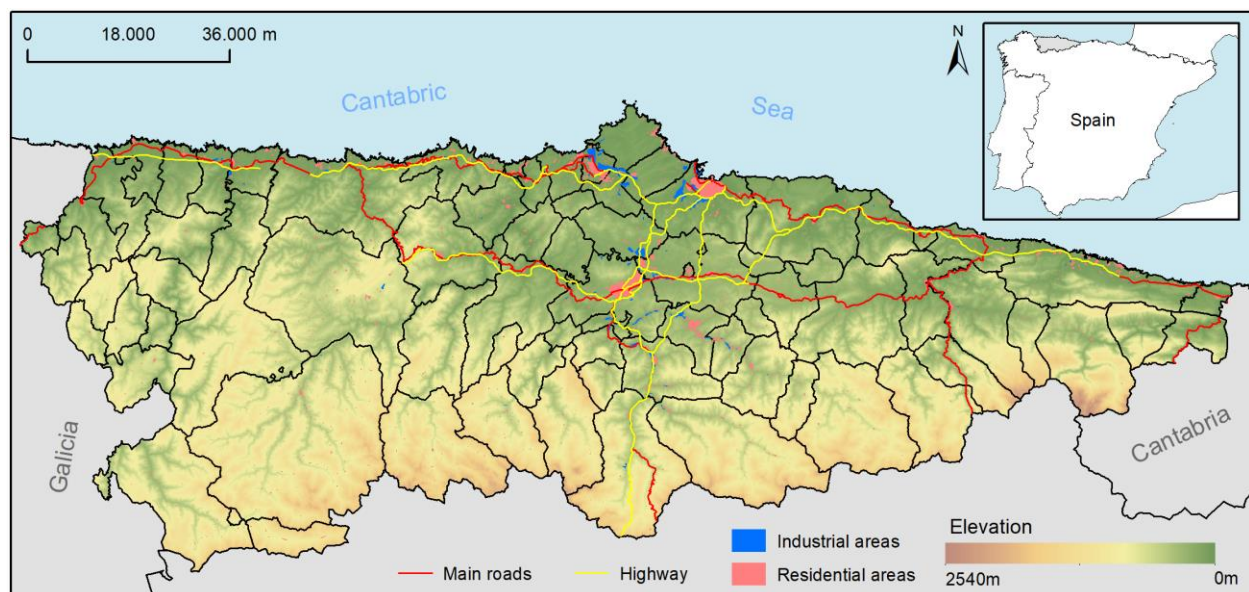 0 18.000 36.000 m
N
Cantabric Sea
Spain
Galicia
Cantabria
Main roads
Highway
Industrial areas
Residential areas
Elevation
2540m 0m